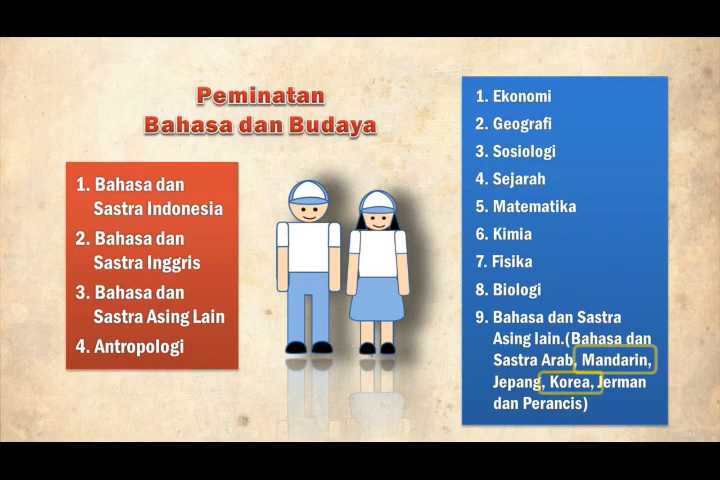 Peminatan
Bahasa dan Budaya
1. Bahasa dan
Sastra Indonesia
2. Bahasa dan
Sastra Inggris
3. Bahasa dan
Sastra Asing Lain
4. Antropologi
1. Ekonomi
2. Geografi
3. Sosiologi
4. Sejarah
5. Matematika
6. Kimia
7. Fisika
8. Biologi
9. Bahasa dan Sastra
Asing lain.(Bahasa dan
Sastra Arab, Mandarin,
Jepang, Korea, Jerman
dan Perancis)